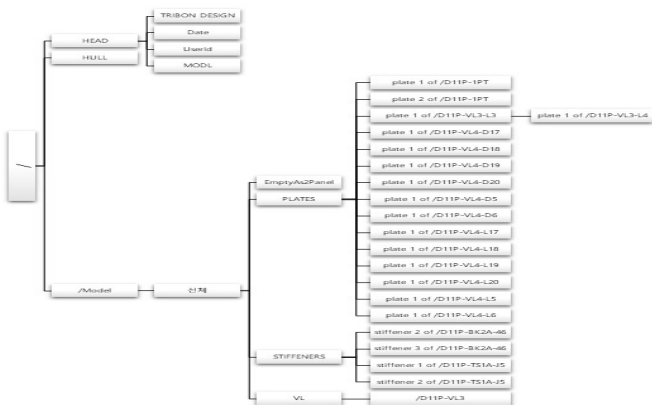 /
HEAD
TRIBON DESIGN
Date
Userid
MODL
HULL
/Model
선체
EmptyAs2Panel
PLATES
plate 1 of /D11P-1PT
plate 2 of /D11P-1PT
plate 1 of /D11P-VL3-L3
plate 1 of /D11P-VL3-L4
plate 1 of /D11P-VL4-D17
plate 1 of /D11P-VL4-D18
plate 1 of /D11P-VL4-D19
plate 1 of /D11P-VL4-D20
plate 1 of /D11P-VL4-D5
plate 1 of /D11P-VL4-D6
plate 1 of /D11P-VL4-L17
plate 1 of /D11P-VL4-L18
plate 1 of /D11P-VL4-L19
plate 1 of /D11P-VL4-L20
plate 1 of /D11P-VL4-L5
plate 1 of /D11P-VL4-L6
STIFFENERS
stiffener 2 of /D11P-BK2A-46
stiffener 3 of /D11P-BK2A-46
stiffener 1 of /D11P-TS1A-J5
stiffener 2 of /D11P-TS1A-J5
VL
/D11P-VL3